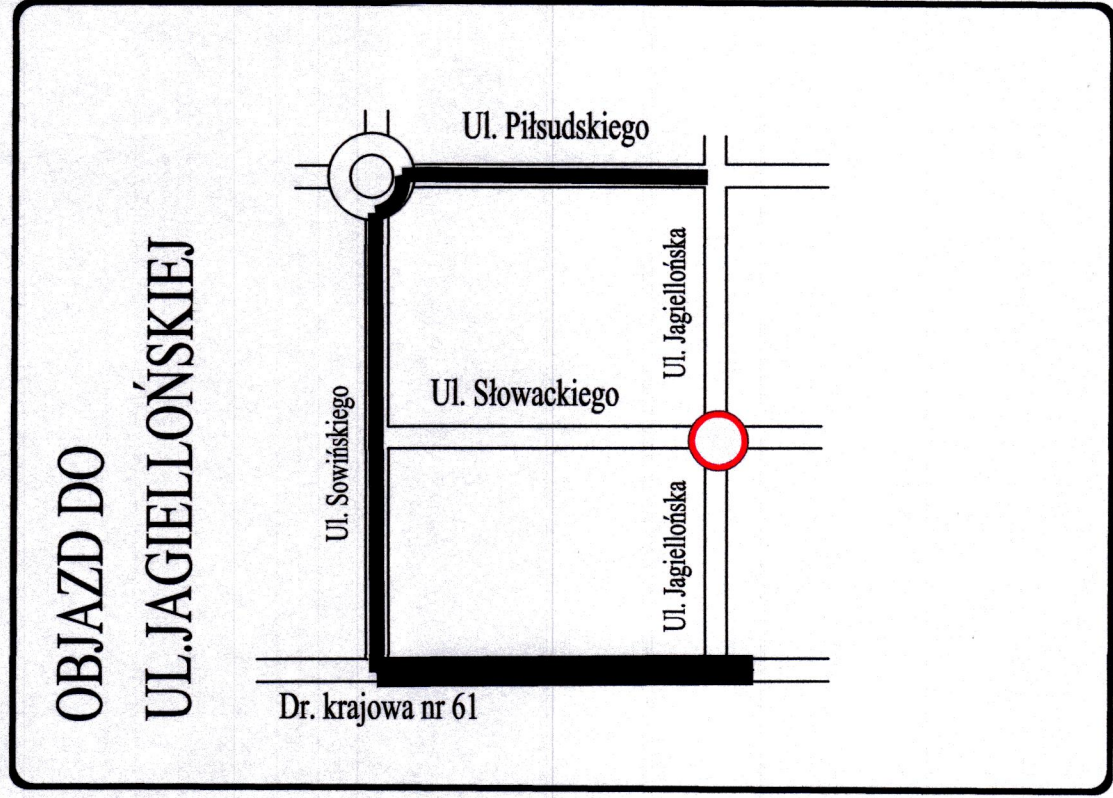 OBJAZD DO
UL.JAGIELLOŃSKIEJ
Ul. Piłsudskiego
Ul. Jagiellońska
Ul. Słowackiego
Ul. Sowińskiego
Ul. Jagiellońska
Dr. krajowa nr 61